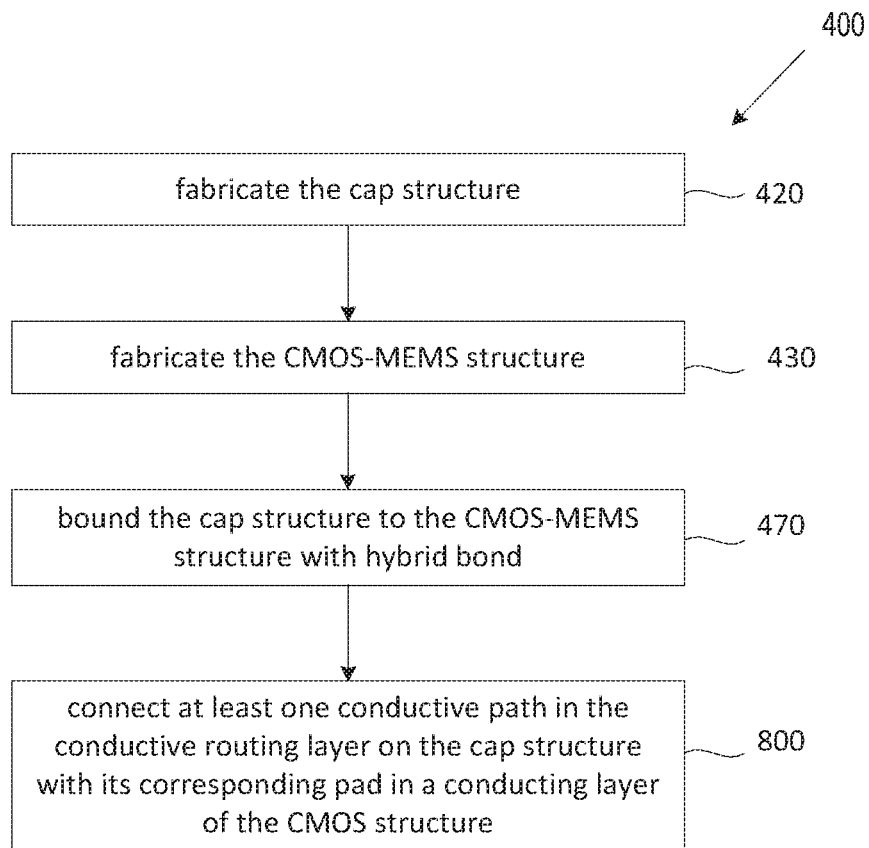 400
fabricate the cap structure
420
fabricate the CMOS-MEMS structure
430
bound the cap structure to the CMOS-MEMS
structure with hybrid bond
470
connect at least one conductive path in the
conductive routing layer on the cap structure
with its corresponding pad in a conducting layer
of the CMOS structure
800